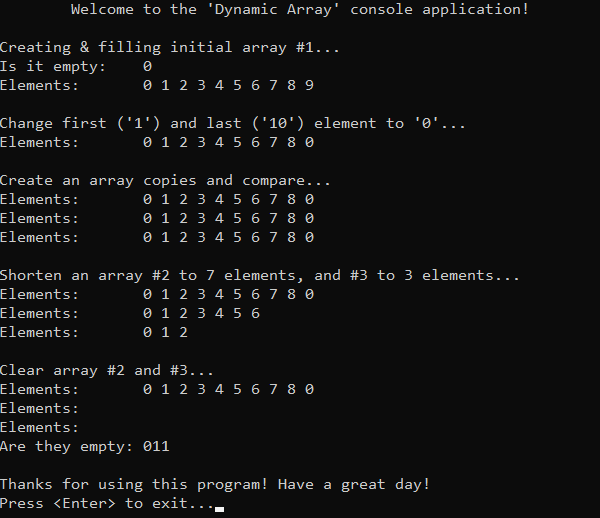 Welcome to the 'Dynamic Array' console application!
Creating & filling initial array #1...
Is it empty: 0
Elements: 0 1 2 3 4 5 6 7 8 9
Change first ('1') and last ('10') element to '0'...
Elements: 0 1 2 3 4 5 6 7 8 0
Create an array copies and compare...
Elements: 0 1 2 3 4 5 6 7 8 0
Elements: 0 1 2 3 4 5 6 7 8 0
Elements: 0 1 2 3 4 5 6 7 8 0
Shorten an array #2 to 7 elements, and #3 to 3 elements...
Elements: 0 1 2 3 4 5 6 7 8 0
Elements: 0 1 2 3 4 5 6
Elements: 0 1 2
Clear array #2 and #3...
Elements: 0 1 2 3 4 5 6 7 8 0
Elements:
Elements:
Are they empty: 011
Thanks for using this program! Have a great day!
Press <Enter> to exit...